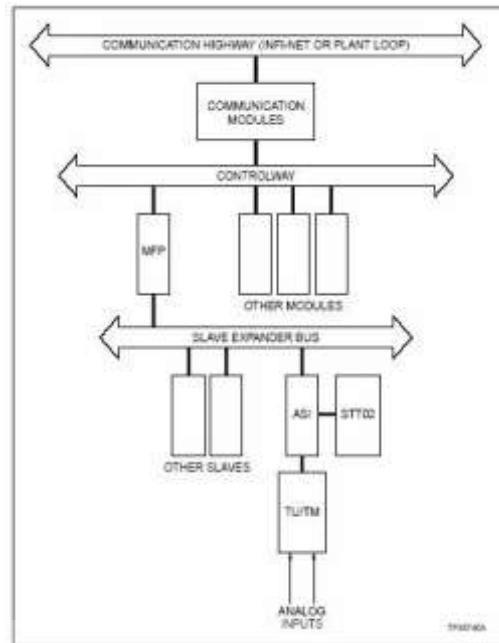 COMMUNICATION HIGHWAY (INFI-NET OR PLANT LOOP)
COMMUNICATION
MODULES
CONTROLWAY
MFP
OTHER MODULES
SLAVE EXPANDER BUS
ASI
STT02
OTHER SLAVES
TU/TM
ANALOG
INPUTS